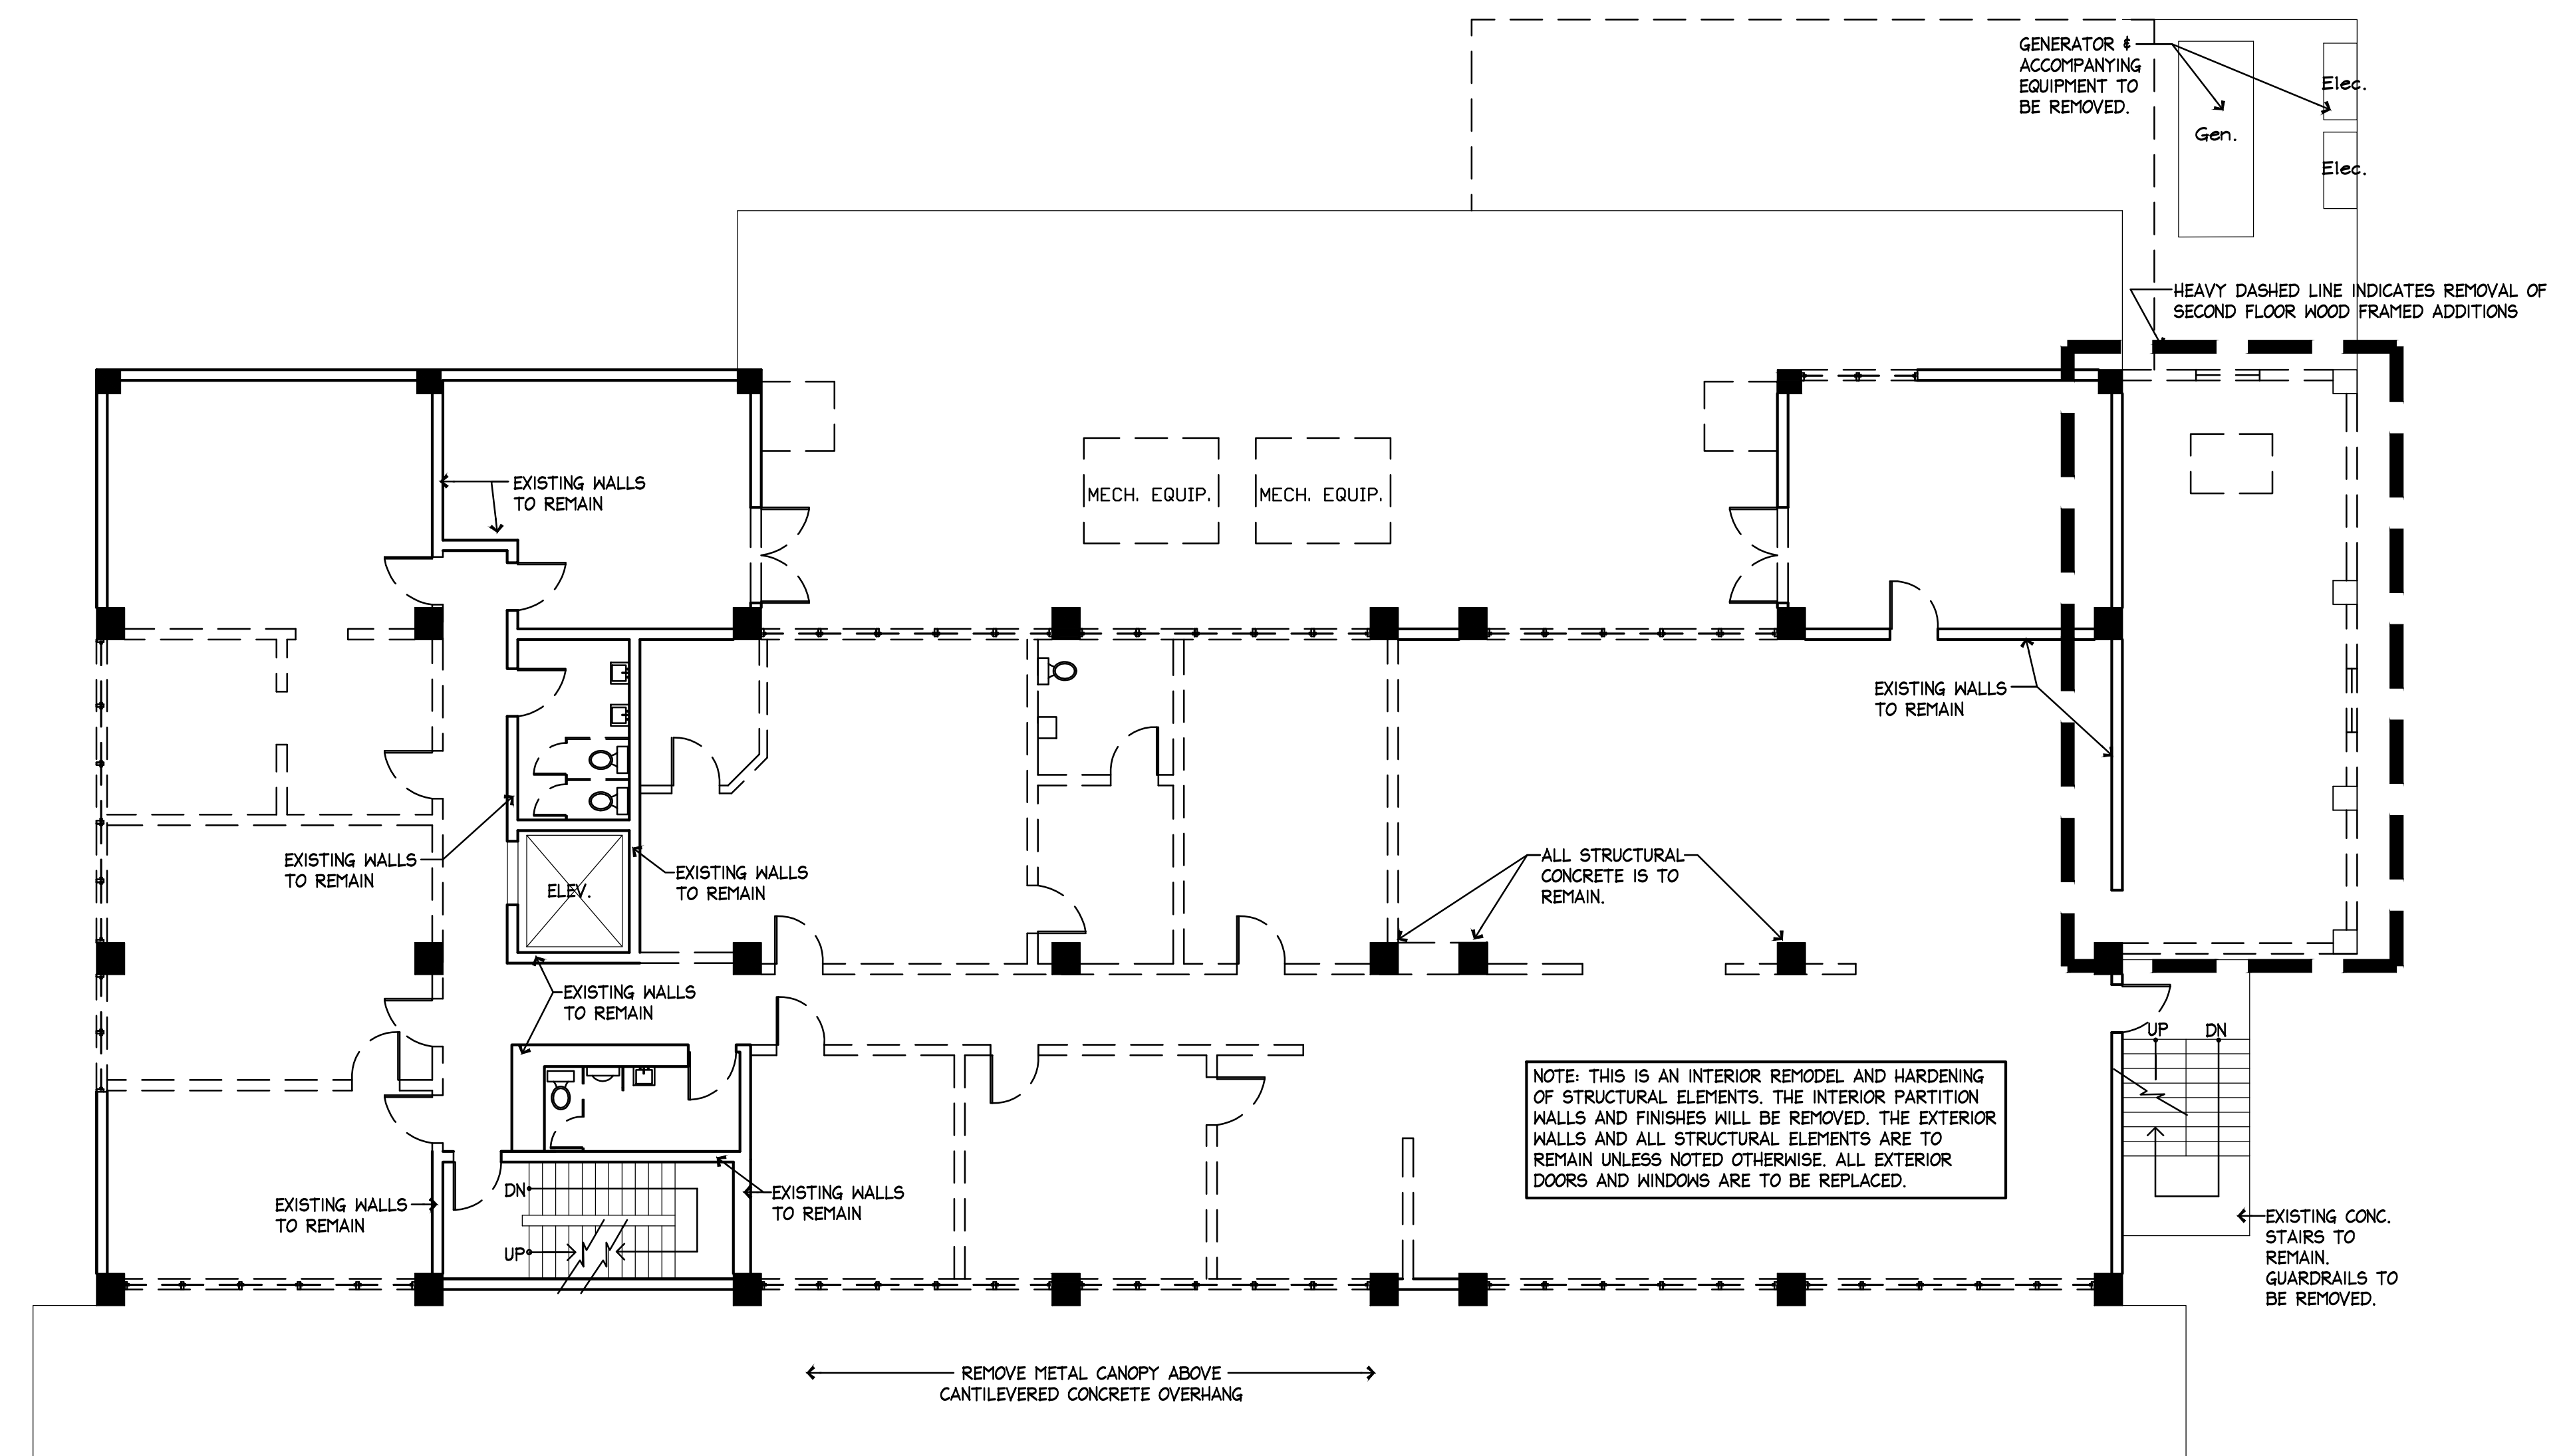 GENERATOR &
ACCOMPANYING
EQUIPMENT TO
BE REMOVED.
Elec.
Gen.
Elec.
HEAVY DASHED LINE INDICATES REMOVAL OF
SECOND FLOOR WOOD FRAMED ADDITIONS
EXISTING WALLS
TO REMAIN
MECH. EQUIP.
MECH. EQUIP.
EXISTING WALLS
TO REMAIN
EXISTING WALLS
TO REMAIN
ELEV.
EXISTING WALLS
TO REMAIN
ALL STRUCTURAL
CONCRETE IS TO
REMAIN.
EXISTING WALLS
TO REMAIN
UP
DN
NOTE: THIS IS AN INTERIOR REMODEL AND HARDENING
OF STRUCTURAL ELEMENTS. THE INTERIOR PARTITION
WALLS AND FINISHES WILL BE REMOVED. THE EXTERIOR
WALLS AND ALL STRUCTURAL ELEMENTS ARE TO
REMAIN UNLESS NOTED OTHERWISE. ALL EXTERIOR
DOORS AND WINDOWS ARE TO BE REPLACED.
EXISTING WALLS
TO REMAIN
DN
UP
EXISTING WALLS
TO REMAIN
EXISTING CONC.
STAIRS TO
REMAIN.
GUARDRAILS TO
BE REMOVED.
REMOVE METAL CANOPY ABOVE
CANTILEVERED CONCRETE OVERHANG